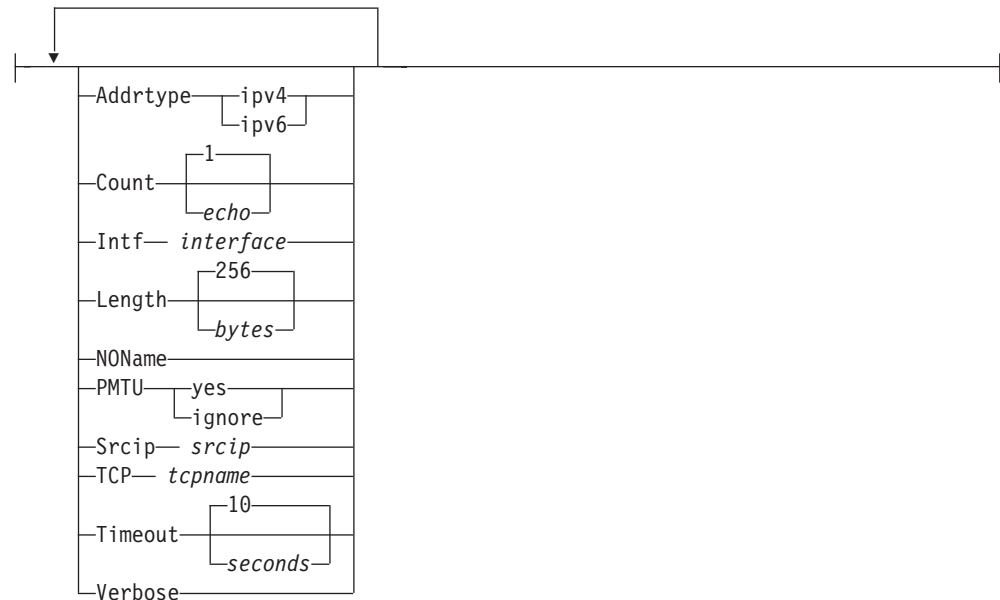 Addrtype ipv4
ipv6
1
Count
echo
Intf interface
256
Length
bytes
NOName
PMTU yes
ignore
Srcip srcip
TCP tcpname
10
Timeout
seconds
Verbose